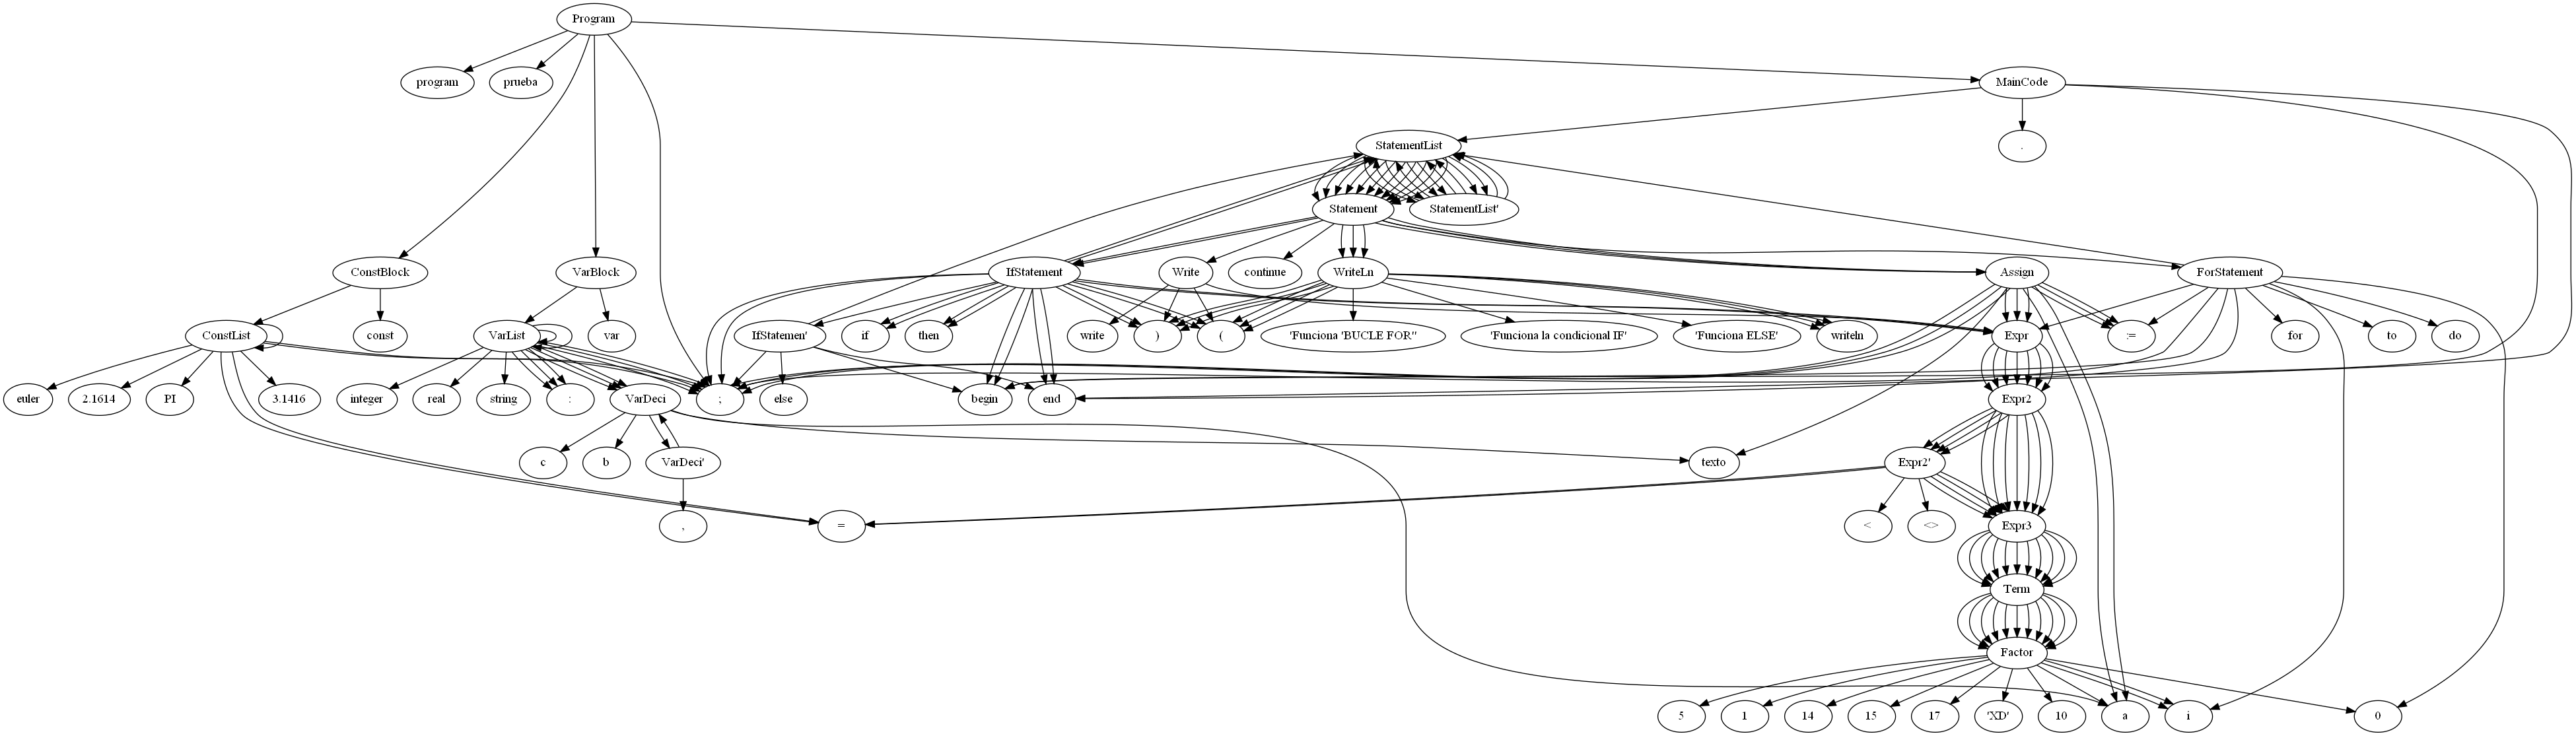 Program
program
prueba
MainCode
StatementList
.
Statement
StatementList'
ConstBlock
VarBlock
IfStatement
Write
continue
WriteLn
Assign
ForStatement
ConstList
const
VarList
var
IfStatemen'
if
then
write
)
(
'Funciona 'BUCLE FOR''
'Funciona la condicional IF'
'Funciona ELSE'
writeln
Expr
:=
for
to
do
euler
2.1614
PI
3.1416
integer
real
string
:
VarDeci
;
else
begin
end
Expr2
c
b
VarDeci'
texto
Expr2'
,
=
<
<>
Expr3
Term
Factor
5
1
14
15
17
'XD'
10
a
i
0